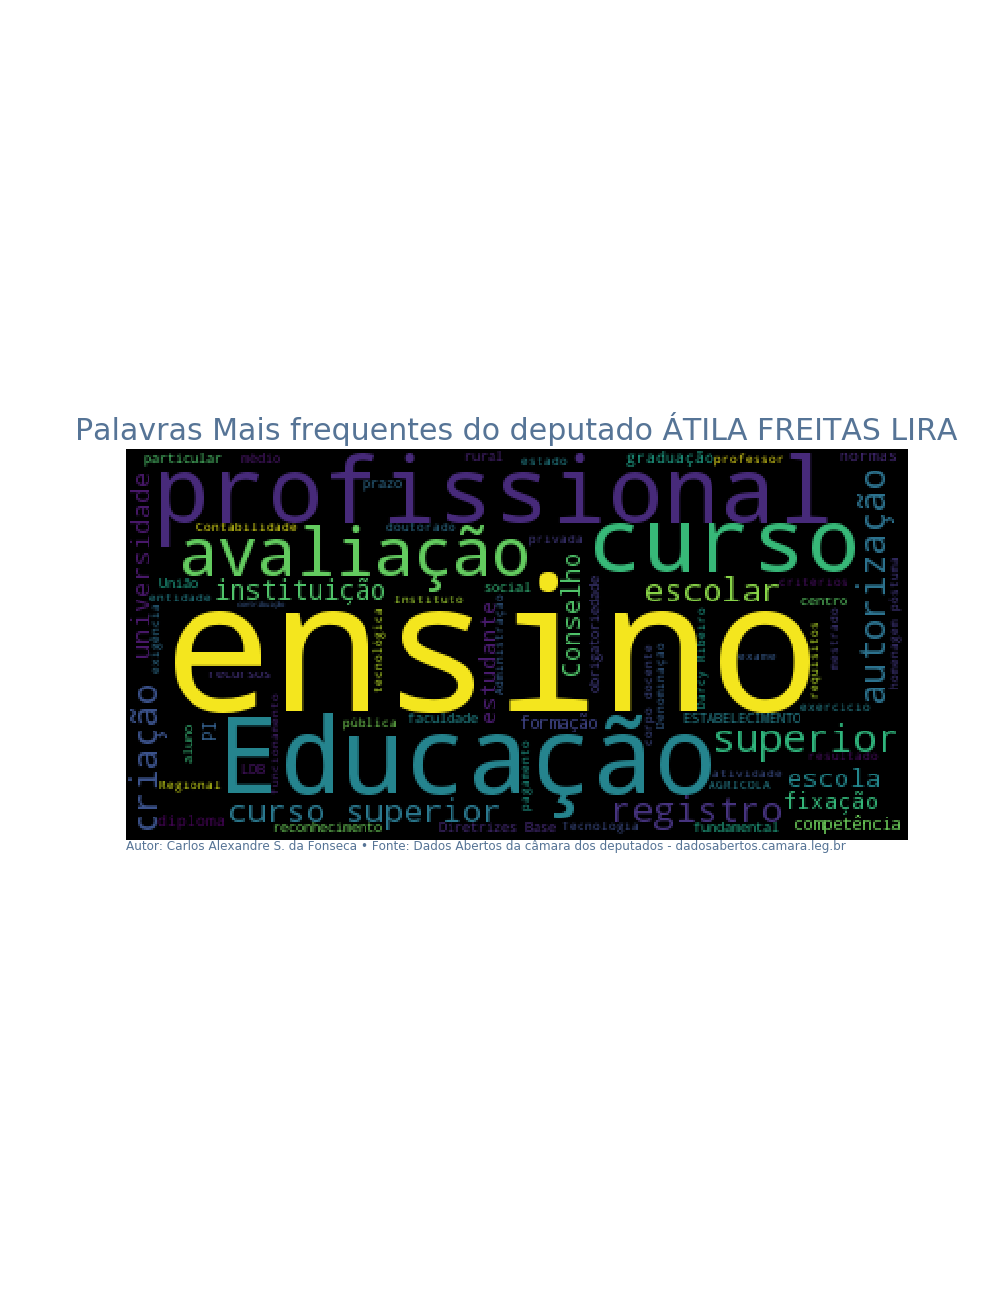 Palavras Mais frequentes do deputado ÁTILA FREITAS LIRA
particular
médio
rural
estado
graduação
professor
normas
profissional
prazo
universidade
Contabilidade
doutorado
privada
curso
autorização
avaliação
União
instituição
social
Conselho
escolar
critérios
entidade
Instituto
centro
exigência
tecnológica
estudante
Administração
obrigatoriedade
Darcy Ribeiro
requisitos
mestrado
homenagem póstuma
ensino
recursos
corpo docente
Denominação
exame
exercício
criação
PI
aluno
funcionamento
pública
faculdade
formação
ESTABELECIMENTO
Educação
superior
resultado
LDB
Regional
pagamento
atividade
AGRICOLA
escola
curso superior
registro
fixação
diploma
reconhecimento
Diretrizes Base
Tecnologia
fundamental
competência
Autor: Carlos Alexandre S. da Fonseca • Fonte: Dados Abertos da câmara dos deputados - dadosabertos.camara.leg.br